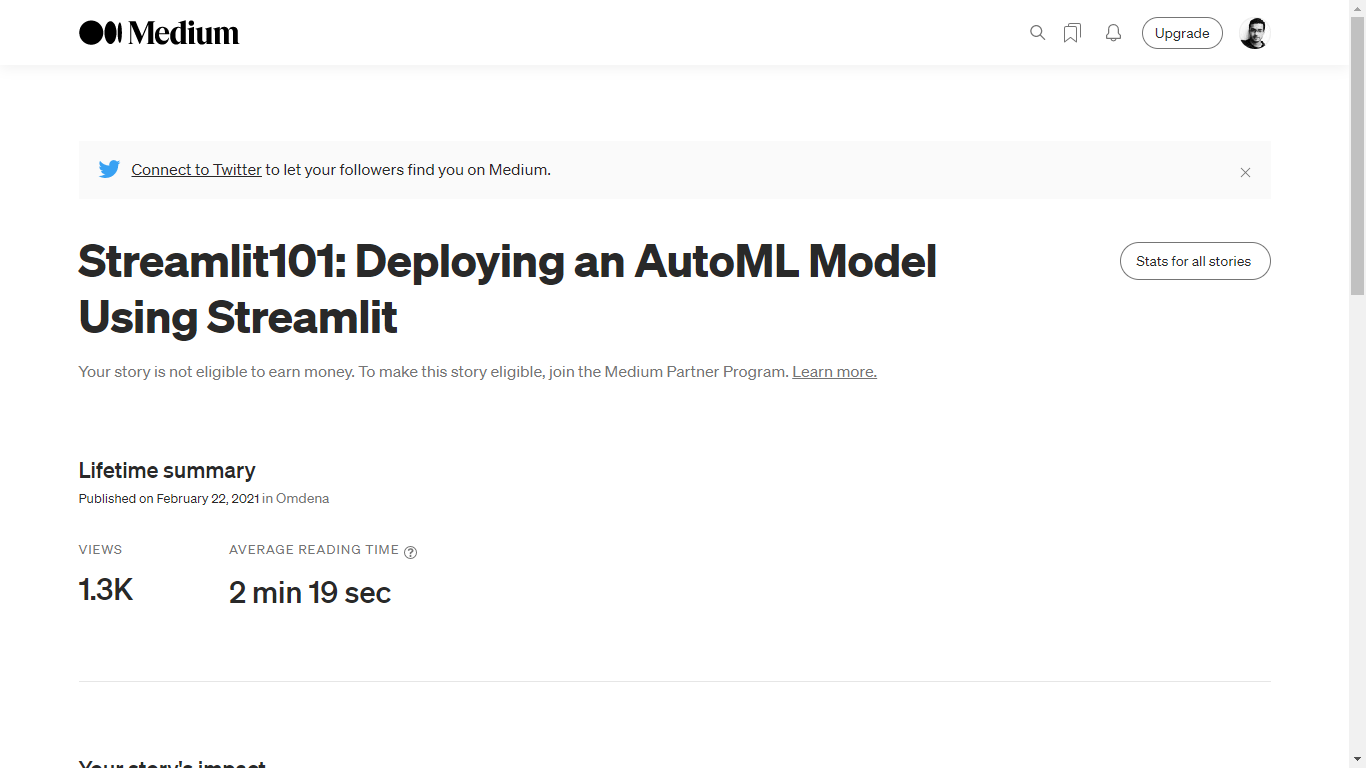 Medium
Upgrade
Connect to Twitter to let your followers find you on Medium.
Streamlit101: Deploying an AutoML Model
Using Streamlit
Stats for all stories
Your story is not eligible to earn money. To make this story eligible, join the Medium Partner Program. Learn more.
Lifetime summary
Published on February 22, 2021 in Omdena
VIEWS
AVERAGE READING TIME ?
1.3K
2 min 19 sec
Your story's impact